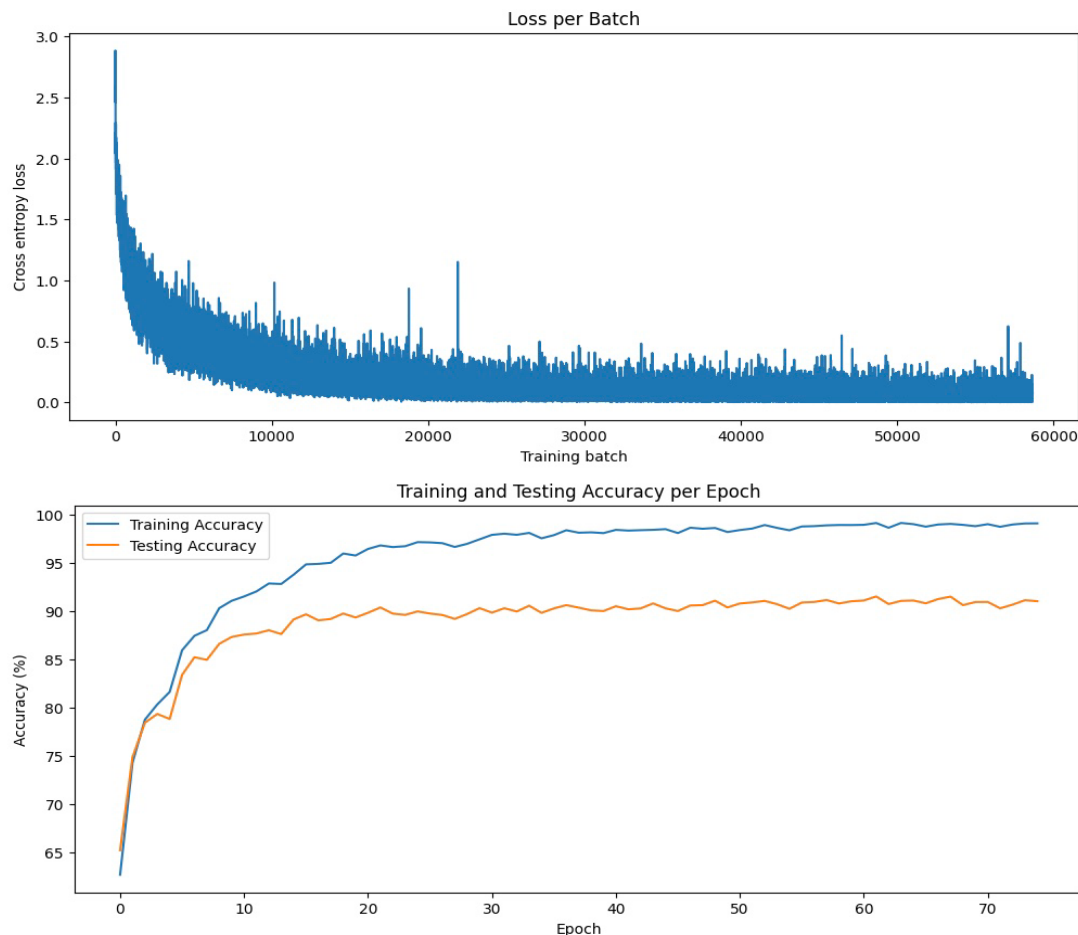 Loss per Batch
3.0
2.5
2.0
1.5
1.0
0.5
0.0
Cross entropy loss
0 10000 20000 30000 40000 50000 60000
Training batch
Training and Testing Accuracy per Epoch
100
95
90
85
80
75
70
65
Accuracy (%)
Training Accuracy
Testing Accuracy
0 10 20 30 40 50 60 70
Epoch